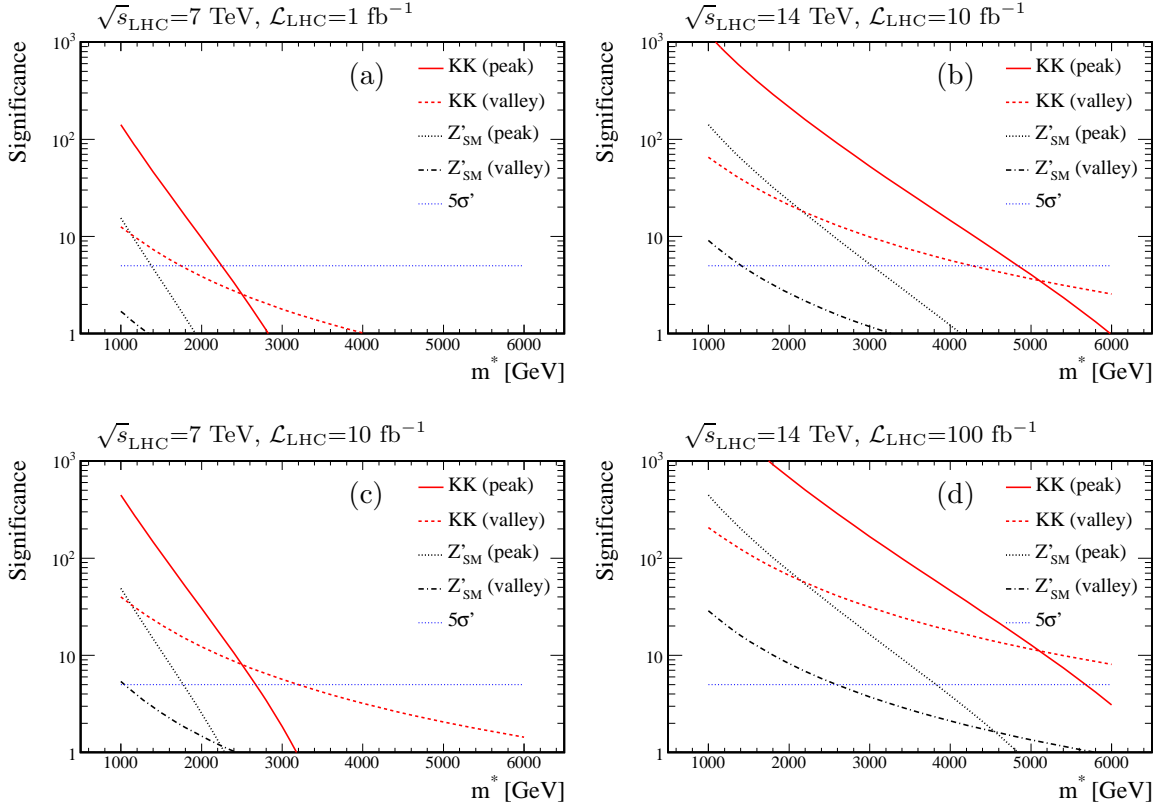 √s_LHC=7 TeV, ℒ_LHC=1 fb⁻¹
Significance
10³
10²
10
1
(a)
KK (peak)
KK (valley)
Z'_SM (peak)
Z'_SM (valley)
5σ'
1000 2000 3000 4000 5000 6000
m* [GeV]
√s_LHC=14 TeV, ℒ_LHC=10 fb⁻¹
Significance
10³
10²
10
1
(b)
KK (peak)
KK (valley)
Z'_SM (peak)
Z'_SM (valley)
5σ'
1000 2000 3000 4000 5000 6000
m* [GeV]
√s_LHC=7 TeV, ℒ_LHC=10 fb⁻¹
Significance
10³
10²
10
1
(c)
KK (peak)
KK (valley)
Z'_SM (peak)
Z'_SM (valley)
5σ'
1000 2000 3000 4000 5000 6000
m* [GeV]
√s_LHC=14 TeV, ℒ_LHC=100 fb⁻¹
Significance
10³
10²
10
1
(d)
KK (peak)
KK (valley)
Z'_SM (peak)
Z'_SM (valley)
5σ'
1000 2000 3000 4000 5000 6000
m* [GeV]